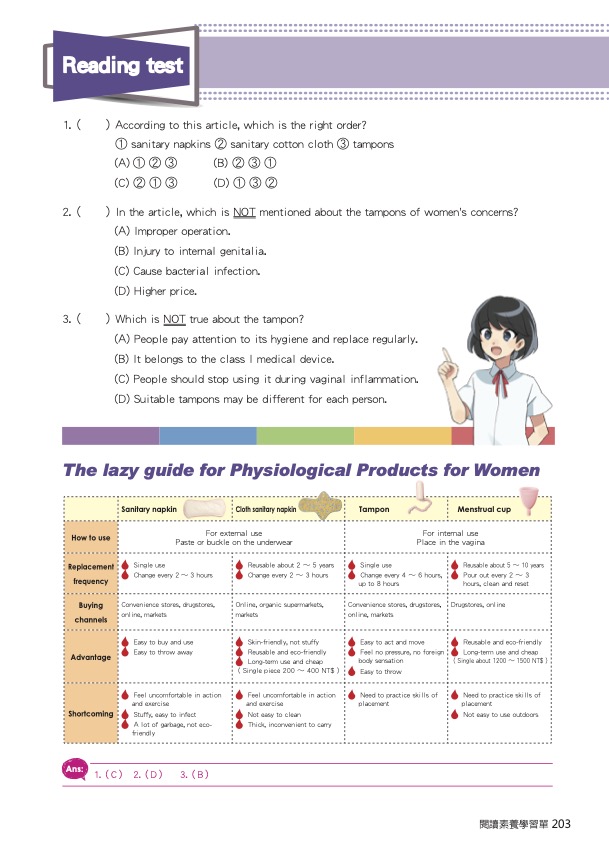 Reading test
1. (      ) According to this article, which is the right order?
① sanitary napkins ② sanitary cotton cloth ③ tampons
(A) ① ② ③ (B) ② ③ ①
(C) ② ① ③ (D) ① ③ ②
2. (      ) In the article, which is NOT mentioned about the tampons of women's concerns?
(A) Improper operation.
(B) Injury to internal genitalia.
(C) Cause bacterial infection.
(D) Higher price.
3. (      ) Which is NOT true about the tampon?
(A) People pay attention to its hygiene and replace regularly.
(B) It belongs to the class I medical device.
(C) People should stop using it during vaginal inflammation.
(D) Suitable tampons may be different for each person.
The lazy guide for Physiological Products for Women
Sanitary napkin Cloth sanitary napkin Tampon Menstrual cup
How to use
For external use
Paste or buckle on the underwear
For internal use
Place in the vagina
Replacement
frequency
Single use
Change every 2 ~ 3 hours
Reusable about 2 ~ 5 years
Change every 2 ~ 3 hours
Single use
Change every 4 ~ 6 hours,
up to 8 hours
Reusable about 5 ~ 10 years
Pour out every 2 ~ 3
hours, clean and reset
Buying
channels
Convenience stores, drugstores,
online, markets
Online, organic supermarkets,
markets
Convenience stores, drugstores,
online, markets
Drugstores, online
Advantage
Easy to buy and use
Easy to throw away
Skin-friendly, not stuffy
Reusable and eco-friendly
Long-term use and cheap
( Single piece 200 ~ 400 NT$ )
Easy to act and move
Feel no pressure, no foreign
body sensation
Easy to throw
Reusable and eco-friendly
Long-term use and cheap
( Single about 1200 ~ 1500 NT$ )
Shortcoming
Feel uncomfortable in action
and exercise
Stuffy, easy to infect
A lot of garbage, not eco-
friendly
Feel uncomfortable in action
and exercise
Not easy to clean
Thick, inconvenient to carry
Need to practice skills of
placement
Need to practice skills of
placement
Not easy to use outdoors
Ans: 1. ( C ) 2. ( D ) 3. ( B )
閱讀素養學習單 203